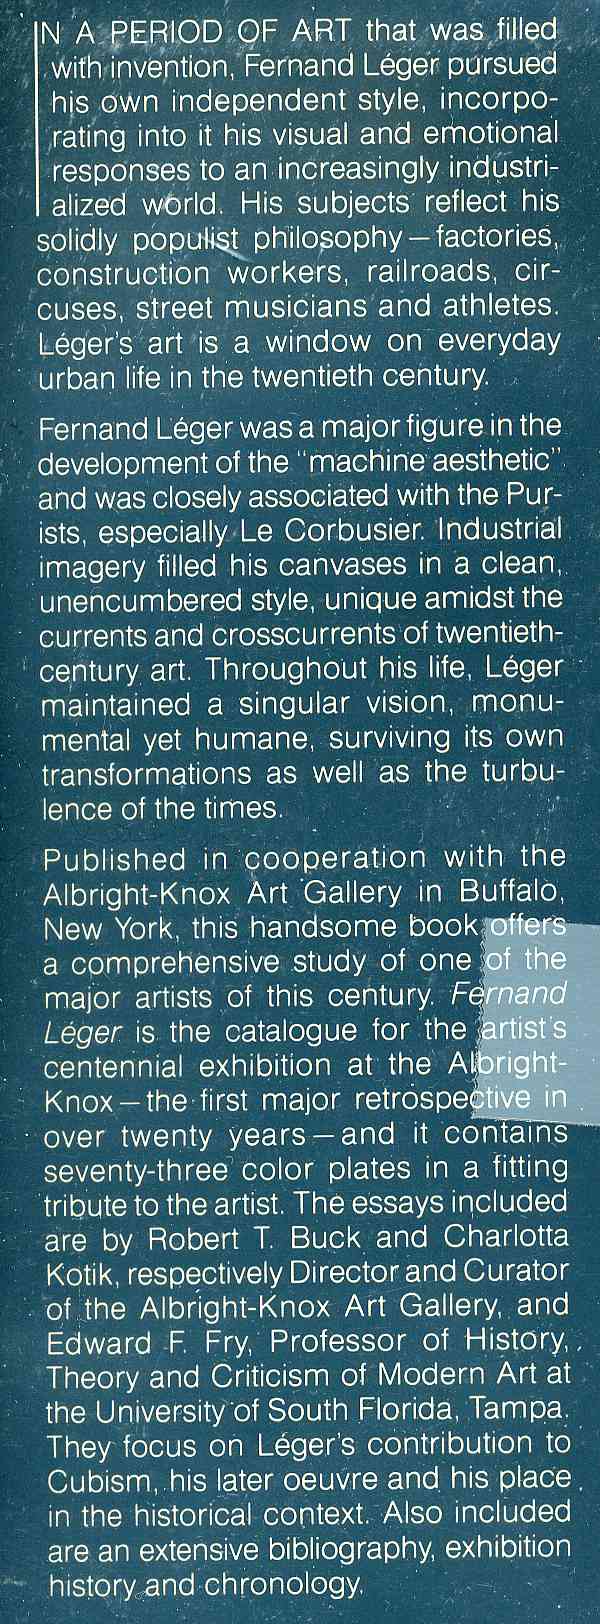 IN A PERIOD OF ART that was filled
with invention, Fernand Léger pursued
his own independent style, incorpo-
rating into it his visual and emotional
responses to an increasingly industri-
alized world. His subjects reflect his
solidly populist philosophy—factories,
construction workers, railroads, cir-
cuses, street musicians and athletes.
Léger's art is a window on everyday
urban life in the twentieth century.
Fernand Léger was a major figure in the
development of the "machine aesthetic"
and was closely associated with the Pur-
ists, especially Le Corbusier. Industrial
imagery filled his canvases in a clean,
unencumbered style, unique amidst the
currents and crosscurrents of twentieth-
century art. Throughout his life, Léger
maintained a singular vision, monu-
mental yet humane, surviving its own
transformations as well as the turbu-
lence of the times.
Published in cooperation with the
Albright-Knox Art Gallery in Buffalo,
New York, this handsome book offers
a comprehensive study of one of the
major artists of this century. Fernand
Léger is the catalogue for the artist's
centennial exhibition at the Albright-
Knox—the first major retrospective in
over twenty years—and it contains
seventy-three color plates in a fitting
tribute to the artist. The essays included
are by Robert T. Buck and Charlotta
Kotik, respectively Director and Curator
of the Albright-Knox Art Gallery, and
Edward F. Fry, Professor of History,
Theory and Criticism of Modern Art at
the University of South Florida, Tampa.
They focus on Léger's contribution to
Cubism, his later oeuvre and his place
in the historical context. Also included
are an extensive bibliography, exhibition
history and chronology.